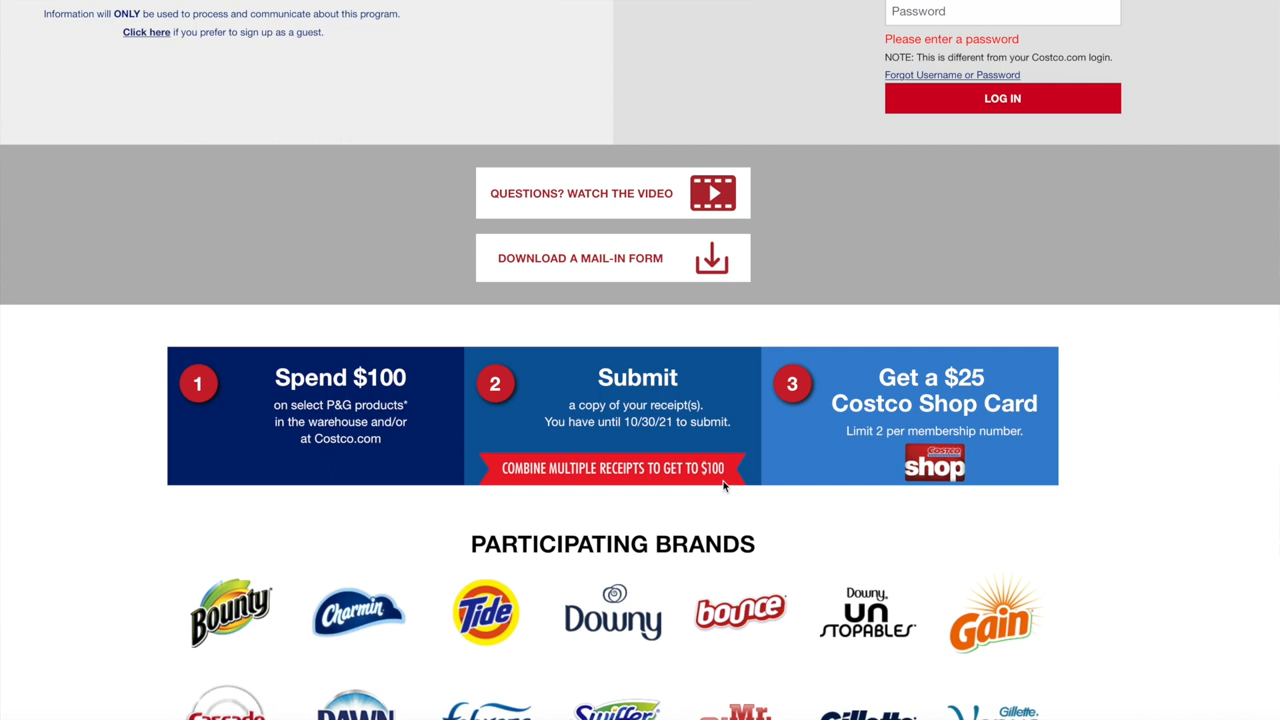 Information will ONLY be used to process and communicate about this program.
Click here if you prefer to sign up as a guest.
Password
Please enter a password
NOTE: This is different from your Costco.com login.
Forgot Username or Password
LOG IN
QUESTIONS? WATCH THE VIDEO
DOWNLOAD A MAIL-IN FORM
1
Spend $100
on select P&G products*
in the warehouse and/or
at Costco.com
2
Submit
a copy of your receipt(s).
You have until 10/30/21 to submit.
COMBINE MULTIPLE RECEIPTS TO GET TO $100
3
Get a $25
Costco Shop Card
Limit 2 per membership number.
COSTCO
shop
PARTICIPATING BRANDS
Bounty
Charmin
Tide
Downy
bounce
Downy
UN
STOPABLES
Gain
Cascade
DAWN
febreze
Swiffer
Mr.
Gillette
Gillette
Venus